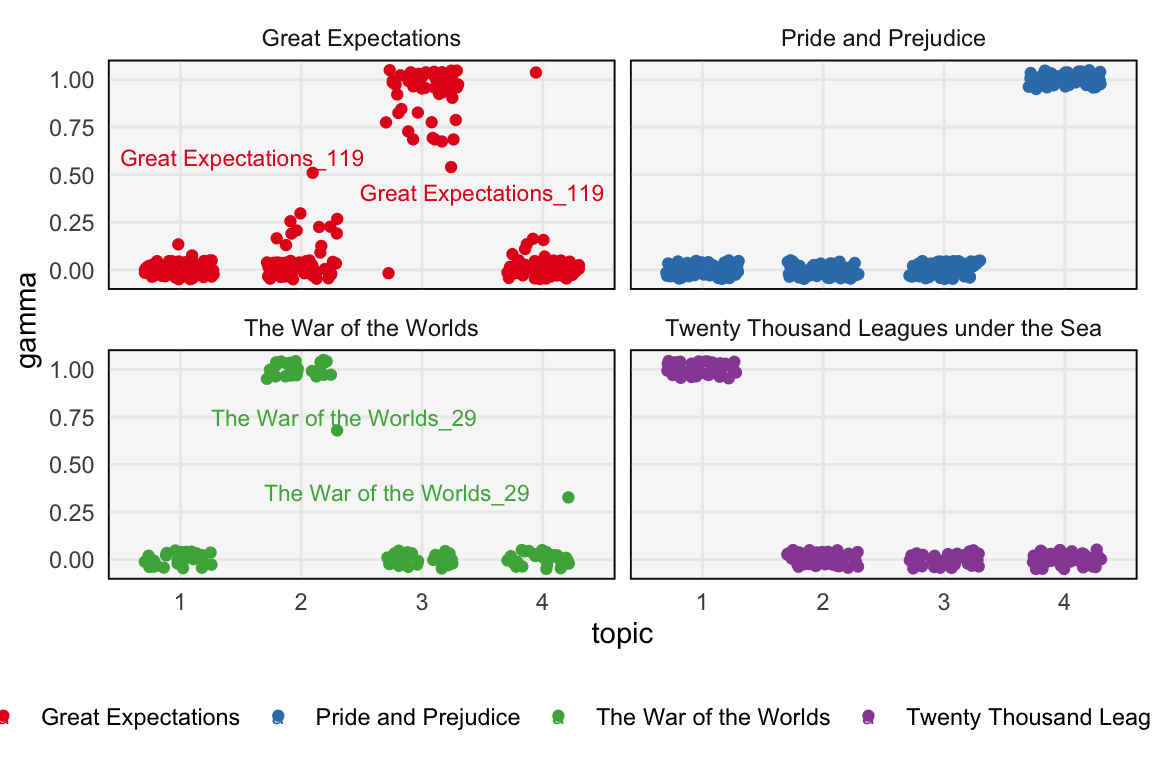 Great Expectations
Pride and Prejudice
1.00
0.75
0.50
0.25
0.00
Great Expectations_119
Great Expectations_119
gamma
The War of the Worlds
Twenty Thousand Leagues under the Sea
1.00
0.75
0.50
0.25
0.00
The War of the Worlds_29
The War of the Worlds_29
1 2 3 4
1 2 3 4
topic
Great Expectations Pride and Prejudice The War of the Worlds Twenty Thousand Leag